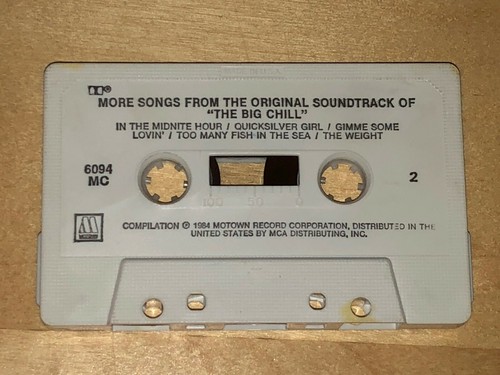 MORE SONGS FROM THE ORIGINAL SOUNDTRACK OF
"THE BIG CHILL"
IN THE MIDNITE HOUR / QUICKSILVER GIRL / GIMME SOME
LOVIN' / TOO MANY FISH IN THE SEA / THE WEIGHT
6094
MC
2
100 50 0
M
COMPILATION © 1984 MOTOWN RECORD CORPORATION, DISTRIBUTED IN THE
UNITED STATES BY MCA DISTRIBUTING, INC.